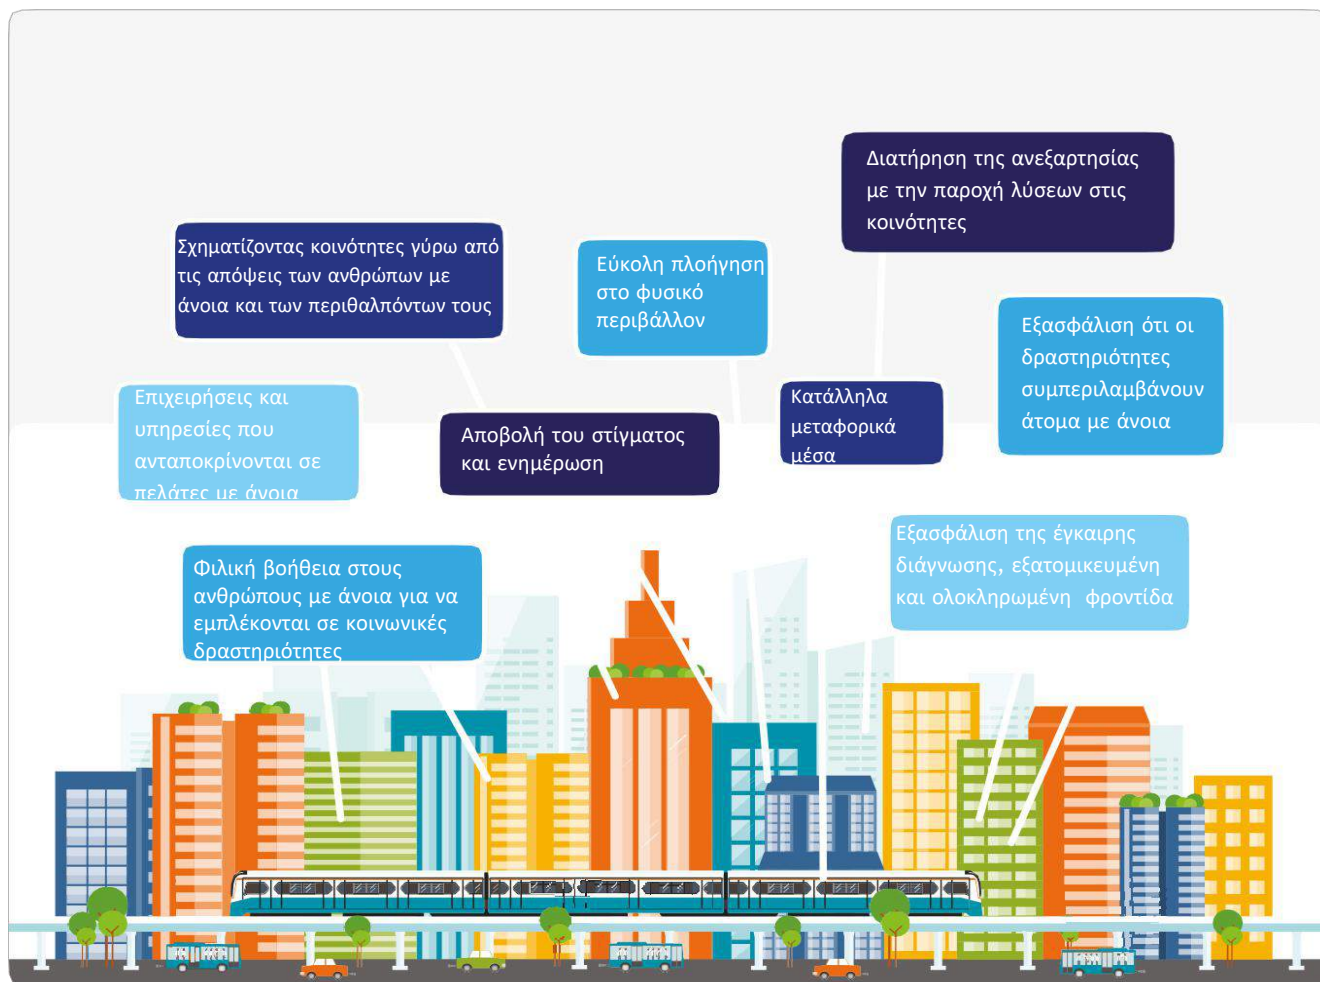 Διατήρηση της ανεξαρτησίας
με την παροχή λύσεων στις
κοινότητες
Σχηματίζοντας κοινότητες γύρω από
τις απόψεις των ανθρώπων με
άνοια και των περιθαλπόντων τους
Εύκολη πλοήγηση
στο φυσικό
περιβάλλον
Εξασφάλιση ότι οι
δραστηριότητες
συμπεριλαμβάνουν
άτομα με άνοια
Επιχειρήσεις και
υπηρεσίες που
ανταποκρίνονται σε
πελάτες με άνοια
Αποβολή του στίγματος
και ενημέρωση
Κατάλληλα
μεταφορικά
μέσα
Εξασφάλιση της έγκαιρης
διάγνωσης, εξατομικευμένη
και ολοκληρωμένη φροντίδα
Φιλική βοήθεια στους
ανθρώπους με άνοια για να
εμπλέκονται σε κοινωνικές
δραστηριότητες